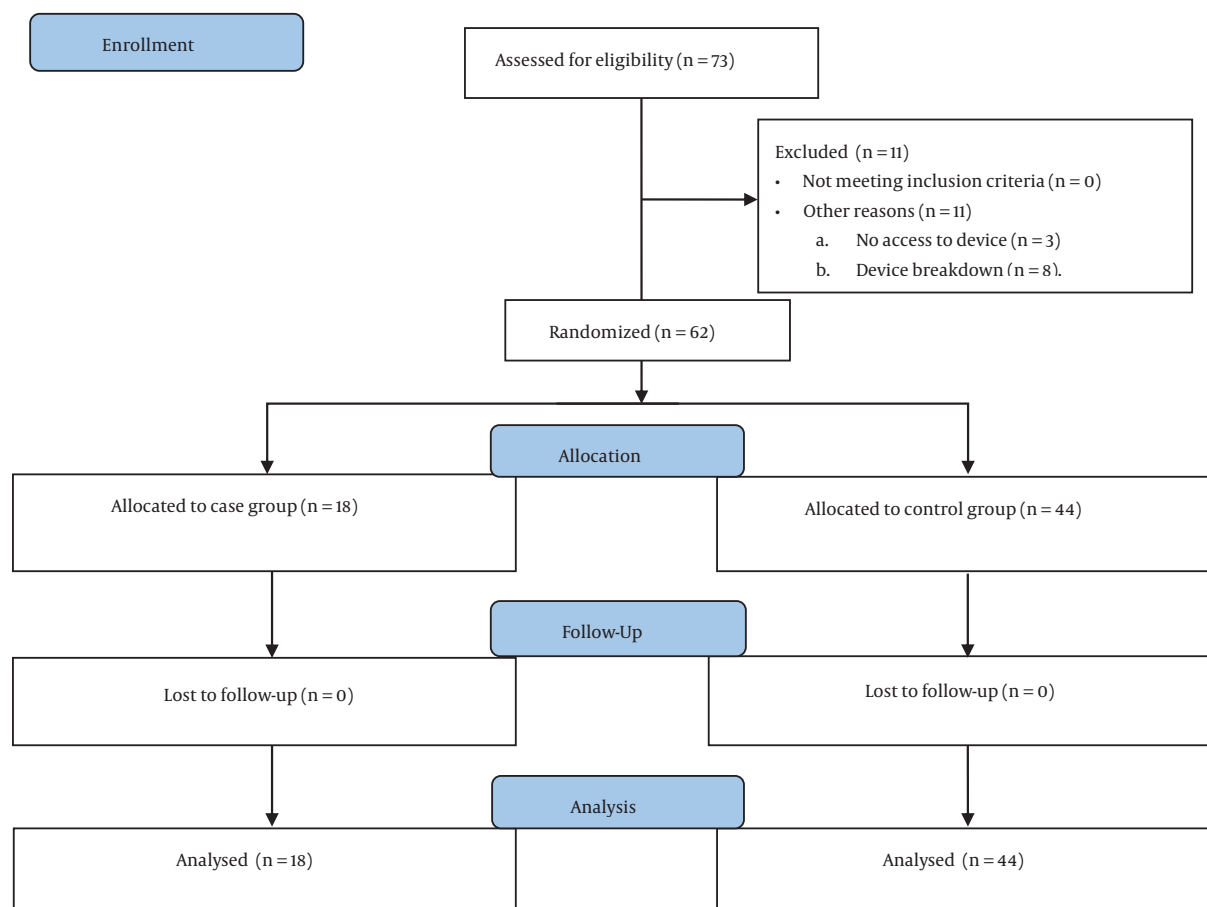 Enrollment
Assessed for eligibility (n = 73)
Excluded (n = 11)
• Not meeting inclusion criteria (n = 0)
• Other reasons (n = 11)
a. No access to device (n = 3)
b. Device breakdown (n = 8).
Randomized (n = 62)
Allocation
Allocated to case group (n = 18)
Allocated to control group (n = 44)
Follow-Up
Lost to follow-up (n = 0)
Lost to follow-up (n = 0)
Analysis
Analysed (n = 18)
Analysed (n = 44)